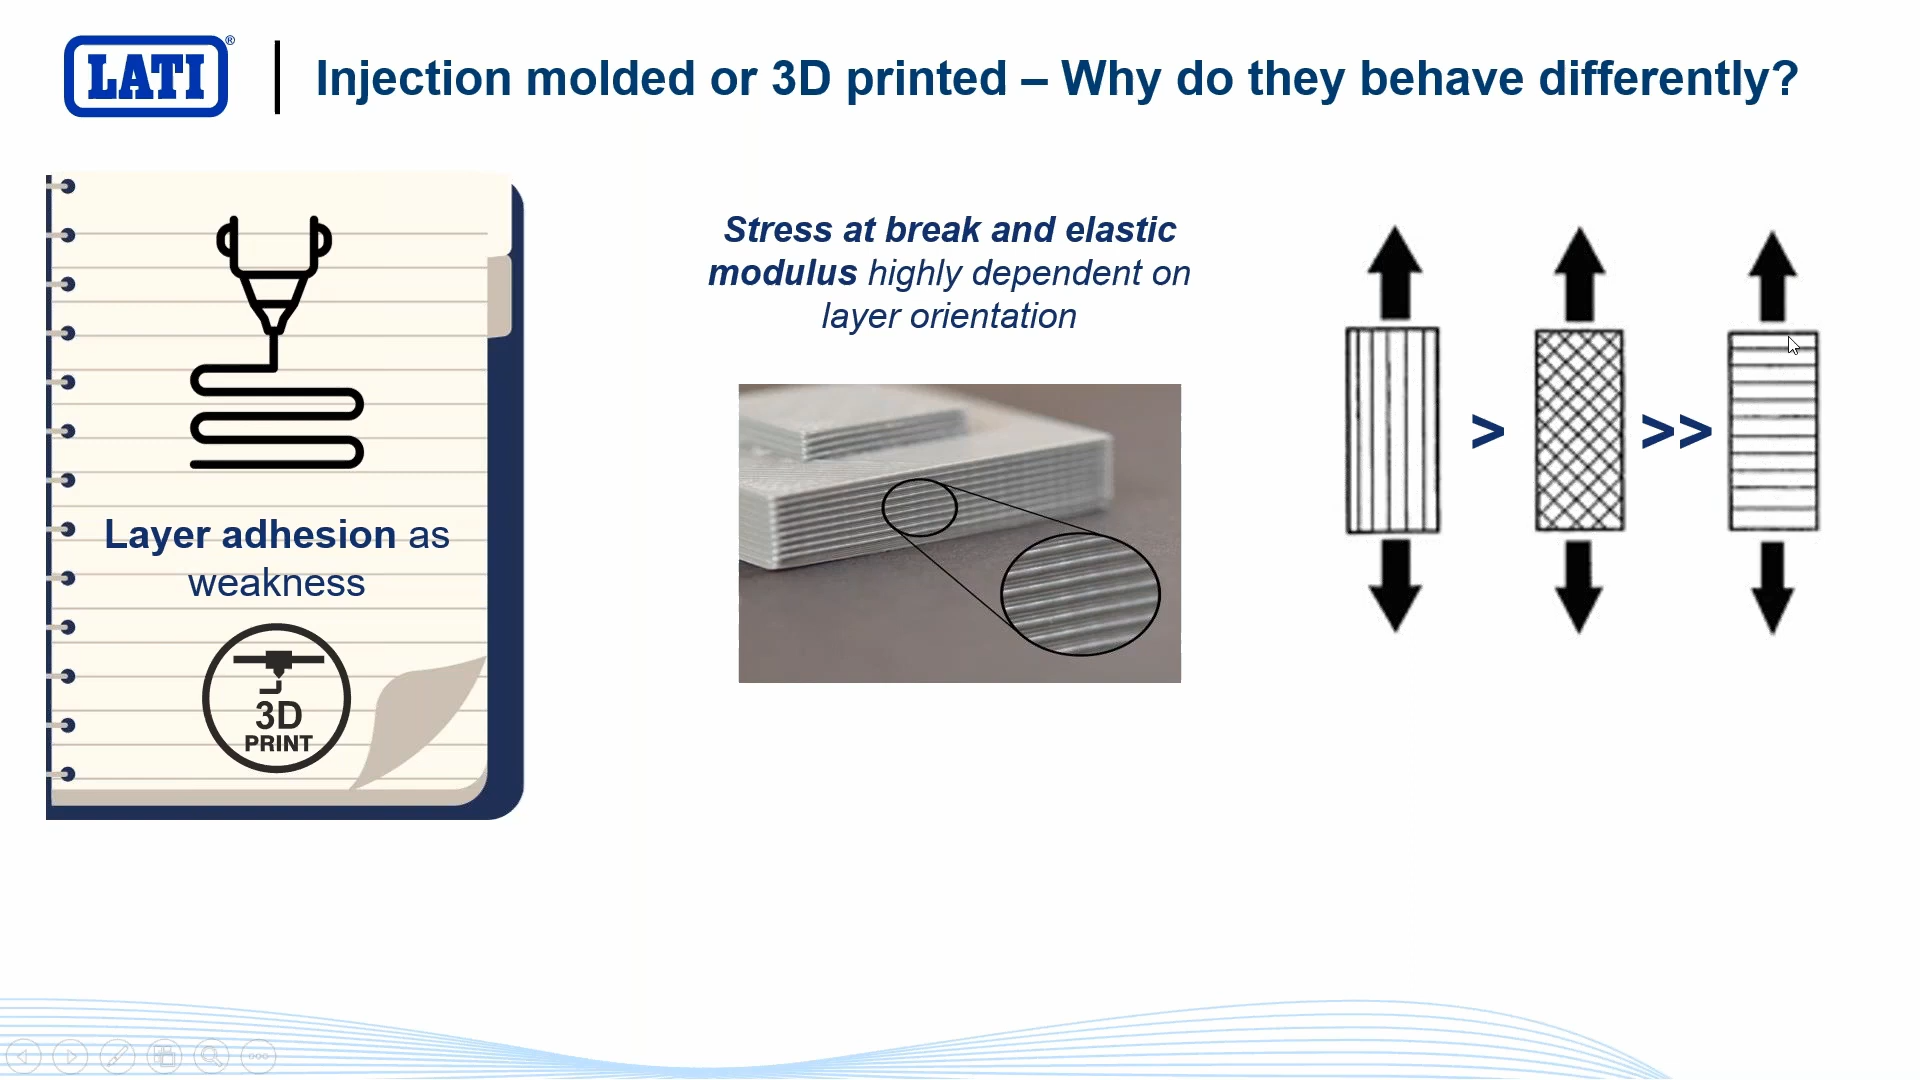 LATI®
Injection molded or 3D printed – Why do they behave differently?
Layer adhesion as
weakness
3D
PRINT
Stress at break and elastic
modulus highly dependent on
layer orientation
>
>>